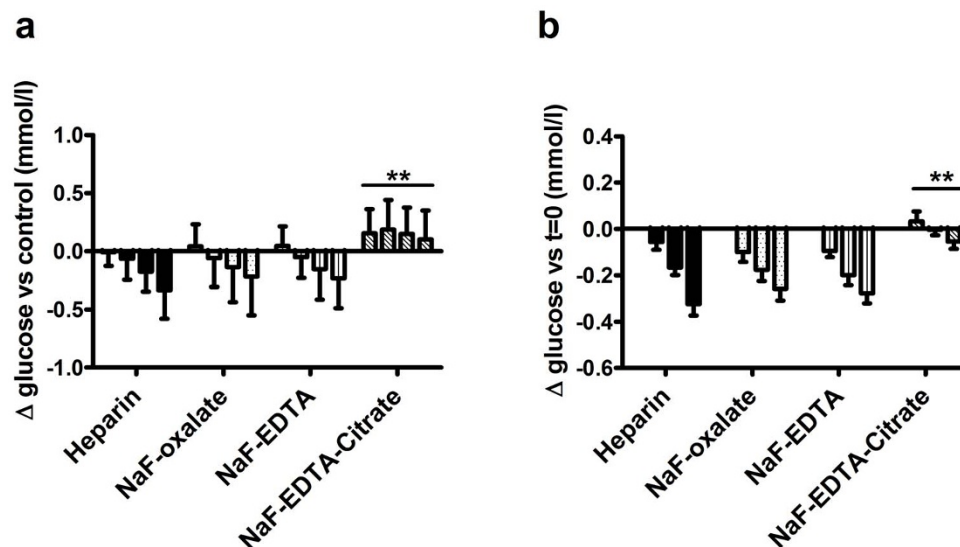 a
Δ glucose vs control (mmol/l)
1.0
0.5
0.0
-0.5
-1.0
**
Heparin
NaF-oxalate
NaF-EDTA
NaF-EDTA-Citrate
b
Δ glucose vs t=0 (mmol/l)
0.4
0.2
0.0
-0.2
-0.4
-0.6
**
Heparin
NaF-oxalate
NaF-EDTA
NaF-EDTA-Citrate